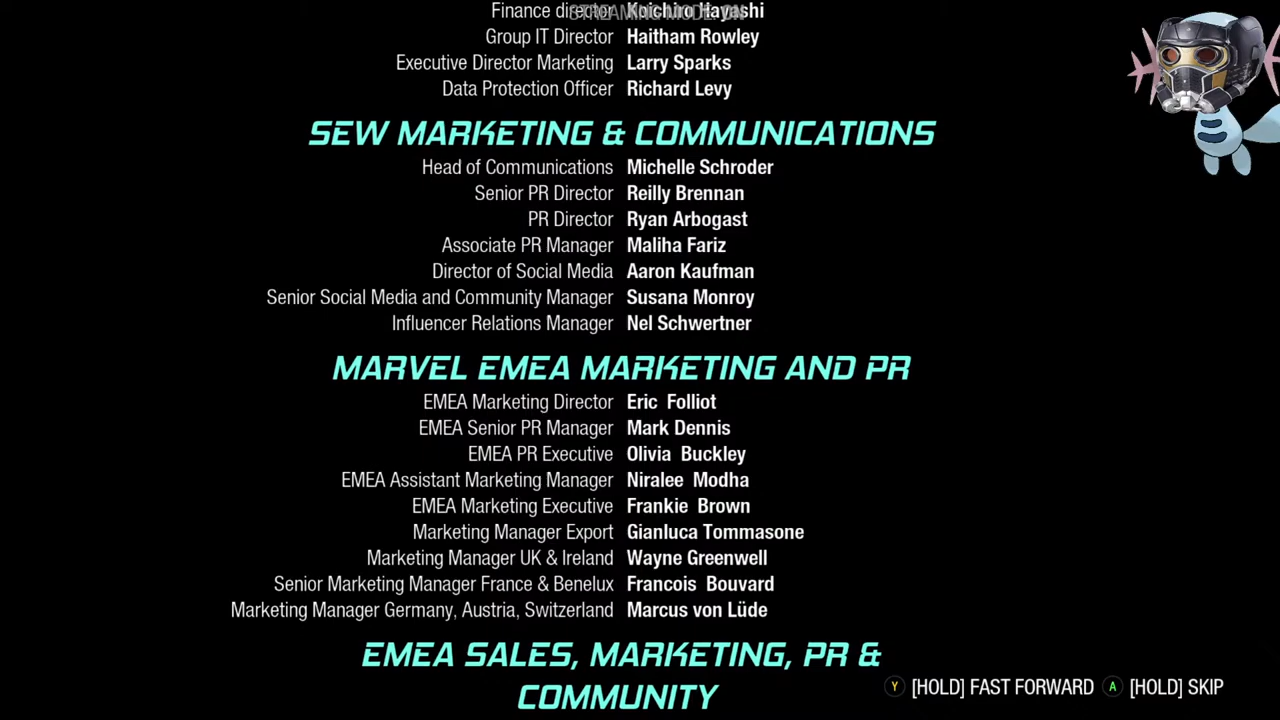 STREAMING MODE: ON
Finance director Koichiro Hayashi
Group IT Director Haitham Rowley
Executive Director Marketing Larry Sparks
Data Protection Officer Richard Levy
SEW MARKETING & COMMUNICATIONS
Head of Communications Michelle Schroder
Senior PR Director Reilly Brennan
PR Director Ryan Arbogast
Associate PR Manager Maliha Fariz
Director of Social Media Aaron Kaufman
Senior Social Media and Community Manager Susana Monroy
Influencer Relations Manager Nel Schwertner
MARVEL EMEA MARKETING AND PR
EMEA Marketing Director Eric Folliot
EMEA Senior PR Manager Mark Dennis
EMEA PR Executive Olivia Buckley
EMEA Assistant Marketing Manager Niralee Modha
EMEA Marketing Executive Frankie Brown
Marketing Manager Export Gianluca Tommasone
Marketing Manager UK & Ireland Wayne Greenwell
Senior Marketing Manager France & Benelux Francois Bouvard
Marketing Manager Germany, Austria, Switzerland Marcus von Lüde
EMEA SALES, MARKETING, PR &
COMMUNITY
Y [HOLD] FAST FORWARD A [HOLD] SKIP